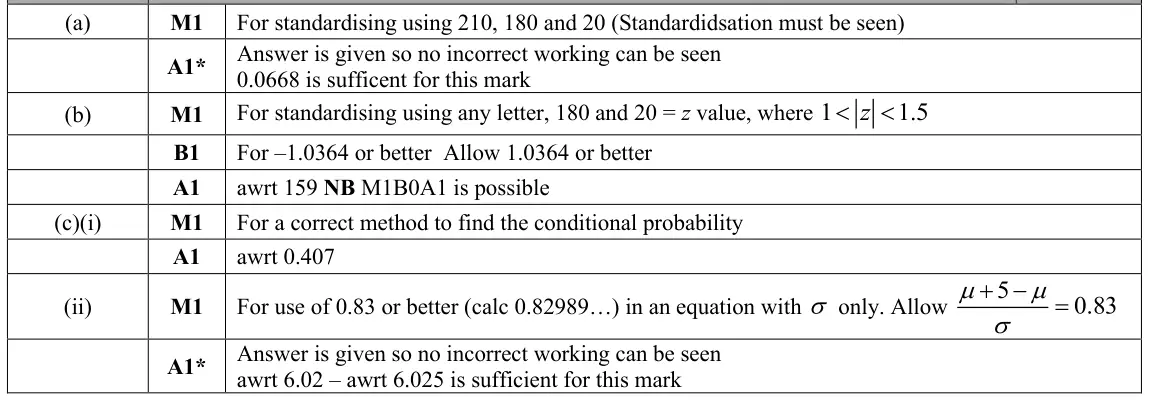 (a) M1 For standardising using 210, 180 and 20 (Standardidsation must be seen)
A1* Answer is given so no incorrect working can be seen
0.0668 is sufficent for this mark
(b) M1 For standardising using any letter, 180 and 20 = z value, where 1 < |z| < 1.5
B1 For –1.0364 or better Allow 1.0364 or better
A1 awrt 159 NB M1B0A1 is possible
(c)(i) M1 For a correct method to find the conditional probability
A1 awrt 0.407
(ii) M1 For use of 0.83 or better (calc 0.82989…) in an equation with σ only. Allow (μ + 5 − μ)/σ = 0.83
A1* Answer is given so no incorrect working can be seen
awrt 6.02 – awrt 6.025 is sufficient for this mark